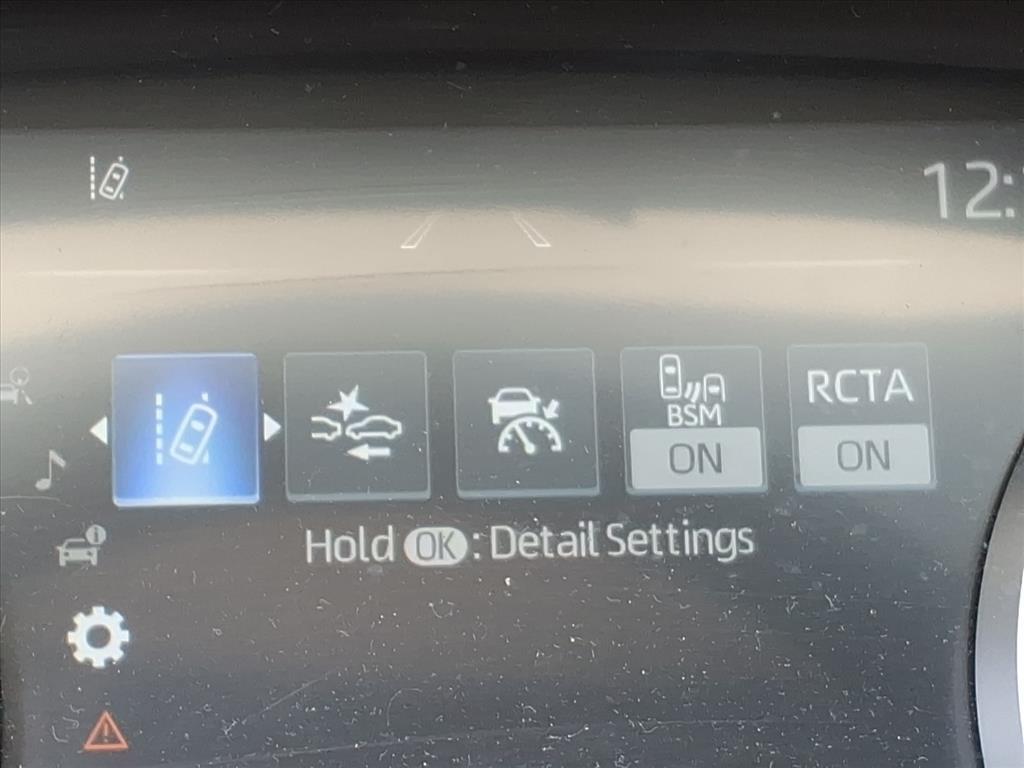 12:
BSM
ON
RCTA
ON
Hold OK: Detail Settings